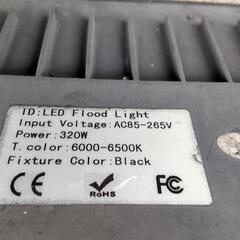 ID:LED Flood Light
Input Voltage:AC85-265V
Power:320W
T. color:6000-6500K
Fixture Color:Black
CE RoHS FC